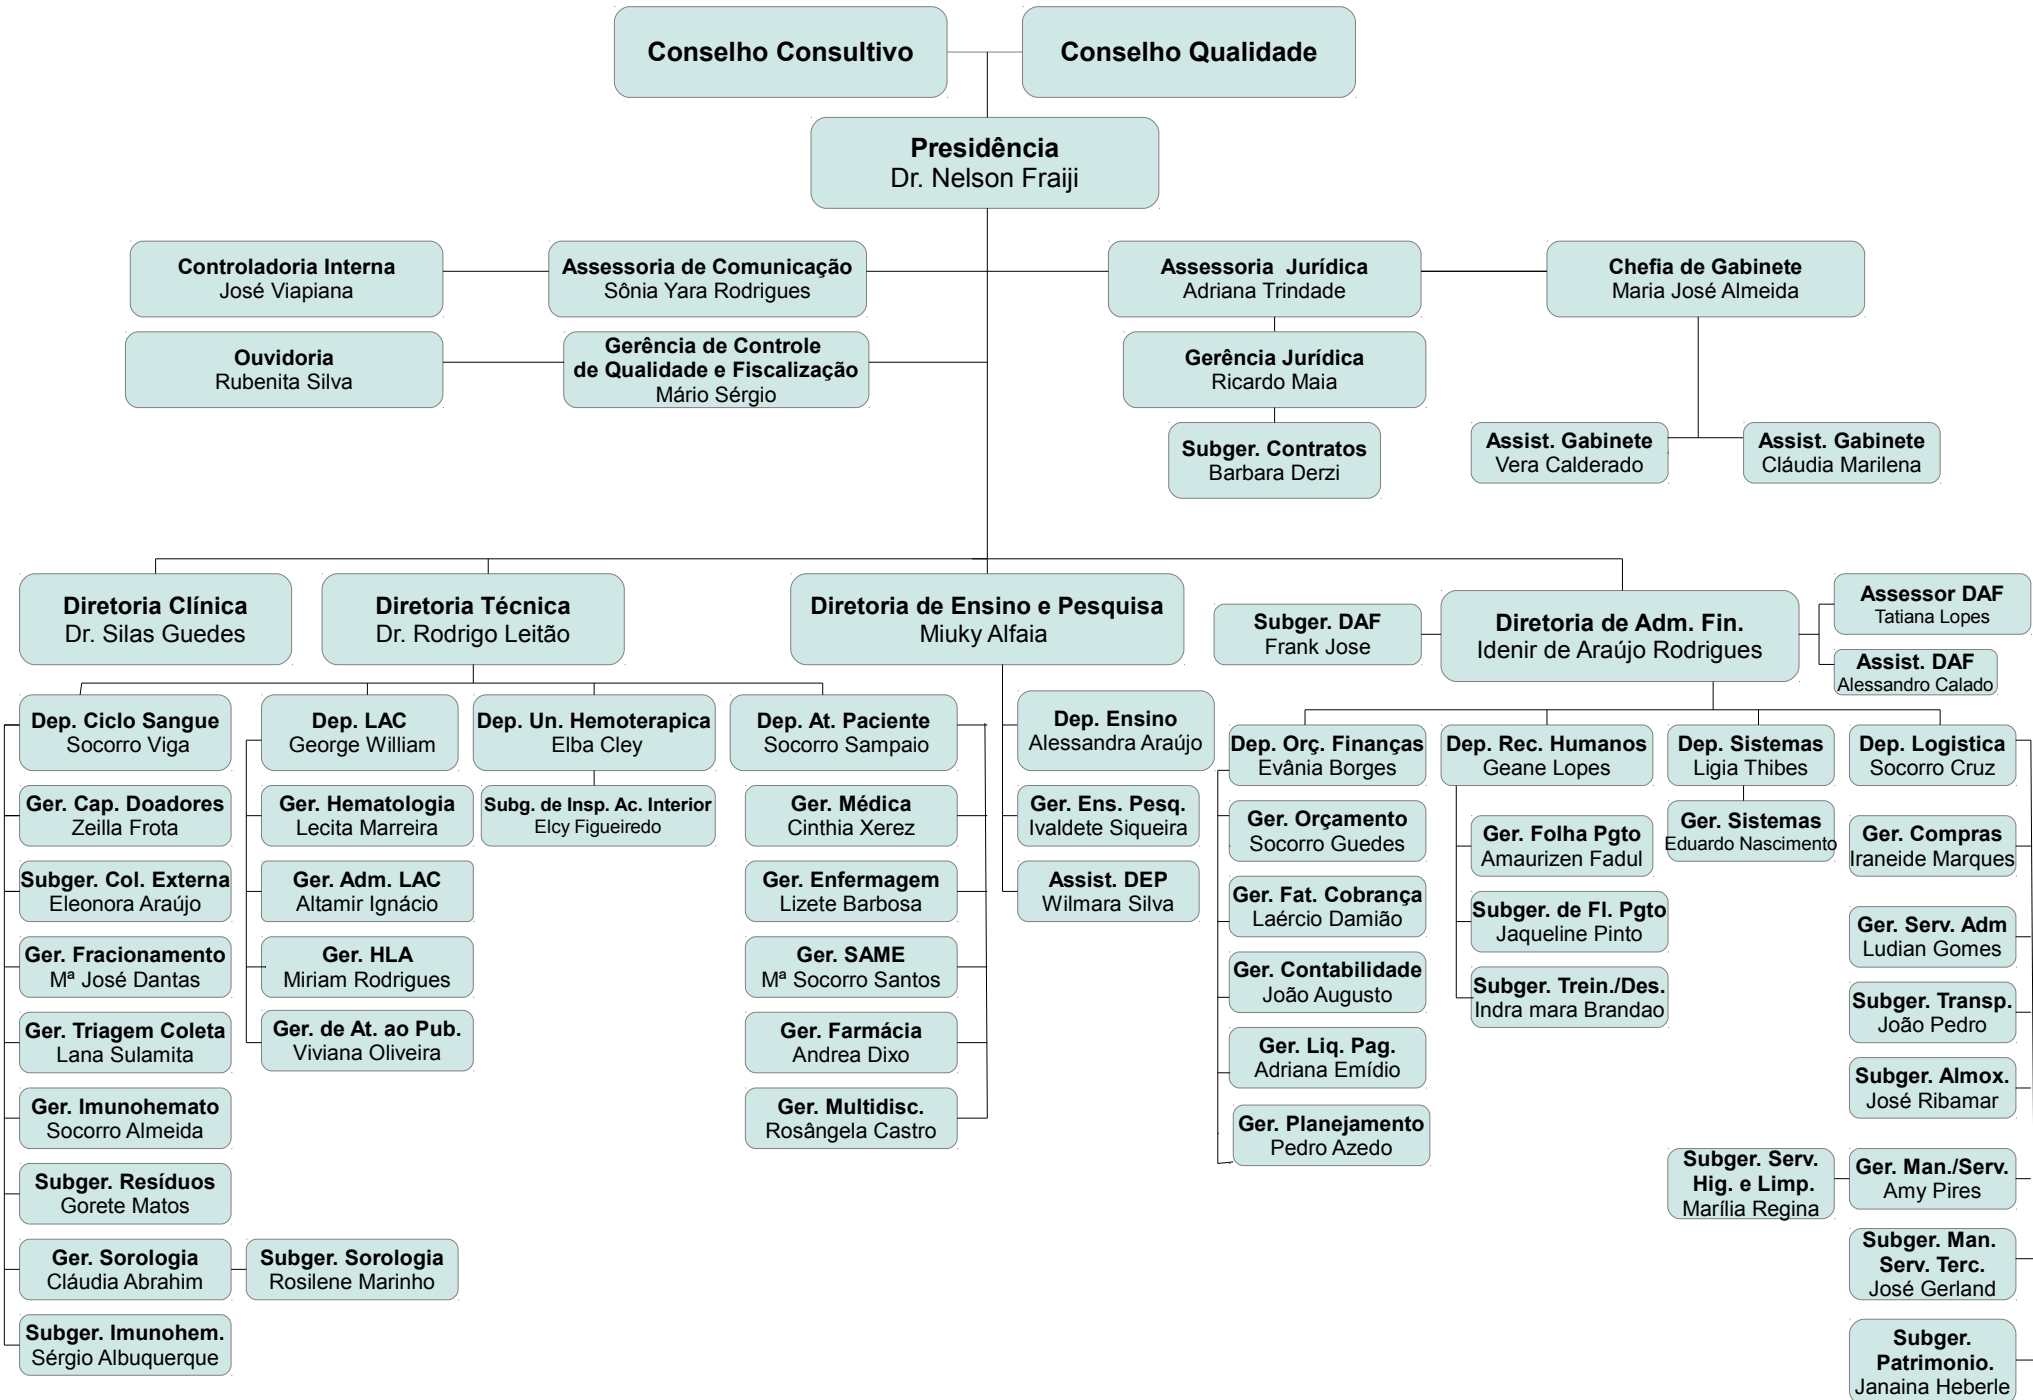 Conselho Consultivo
Conselho Qualidade
Presidência
Dr. Nelson Fraiji
Controladoria Interna
José Viapiana
Assessoria de Comunicação
Sônia Yara Rodrigues
Assessoria Jurídica
Adriana Trindade
Chefia de Gabinete
Maria José Almeida
Ouvidoria
Rubenita Silva
Gerência de Controle
de Qualidade e Fiscalização
Mário Sérgio
Gerência Jurídica
Ricardo Maia
Subger. Contratos
Barbara Derzi
Assist. Gabinete
Vera Calderado
Assist. Gabinete
Cláudia Marilena
Diretoria Clínica
Dr. Silas Guedes
Diretoria Técnica
Dr. Rodrigo Leitão
Diretoria de Ensino e Pesquisa
Miuky Alfaia
Subger. DAF
Frank Jose
Diretoria de Adm. Fin.
Idenir de Araújo Rodrigues
Assessor DAF
Tatiana Lopes
Assist. DAF
Alessandro Calado
Dep. Ciclo Sangue
Socorro Viga
Ger. Cap. Doadores
Zeilla Frota
Subger. Col. Externa
Eleonora Araújo
Ger. Fracionamento
Mª José Dantas
Ger. Triagem Coleta
Lana Sulamita
Ger. Imunohemato
Socorro Almeida
Subger. Resíduos
Gorete Matos
Ger. Sorologia
Cláudia Abrahim
Subger. Sorologia
Rosilene Marinho
Subger. Imunohem.
Sérgio Albuquerque
Dep. LAC
George William
Ger. Hematologia
Lecita Marreira
Ger. Adm. LAC
Altamir Ignácio
Ger. HLA
Miriam Rodrigues
Ger. de At. ao Pub.
Viviana Oliveira
Dep. Un. Hemoterapica
Elba Cley
Subg. de Insp. Ac. Interior
Elcy Figueiredo
Dep. At. Paciente
Socorro Sampaio
Ger. Médica
Cinthia Xerez
Ger. Enfermagem
Lizete Barbosa
Ger. SAME
Mª Socorro Santos
Ger. Farmácia
Andrea Dixo
Ger. Multidisc.
Rosângela Castro
Dep. Ensino
Alessandra Araújo
Ger. Ens. Pesq.
Ivaldete Siqueira
Assist. DEP
Wilmara Silva
Dep. Orç. Finanças
Evânia Borges
Ger. Orçamento
Socorro Guedes
Ger. Fat. Cobrança
Laércio Damião
Ger. Contabilidade
João Augusto
Ger. Liq. Pag.
Adriana Emídio
Ger. Planejamento
Pedro Azedo
Dep. Rec. Humanos
Geane Lopes
Ger. Folha Pgto
Amaurizen Fadul
Subger. de Fl. Pgto
Jaqueline Pinto
Subger. Trein./Des.
Indra mara Brandao
Dep. Sistemas
Ligia Thibes
Ger. Sistemas
Eduardo Nascimento
Dep. Logistica
Socorro Cruz
Ger. Compras
Iraneide Marques
Ger. Serv. Adm
Ludian Gomes
Subger. Transp.
João Pedro
Subger. Almox.
José Ribamar
Subger. Serv.
Hig. e Limp.
Marília Regina
Ger. Man./Serv.
Amy Pires
Subger. Man.
Serv. Terc.
José Gerland
Subger.
Patrimonio.
Janaina Heberle